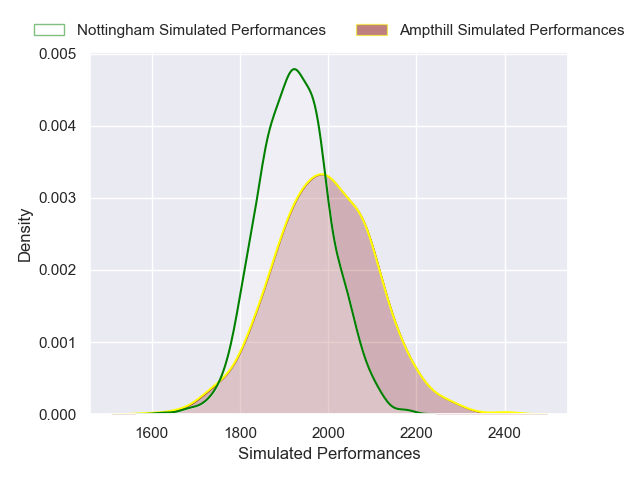 Nottingham Simulated Performances
Ampthill Simulated Performances
0.005
0.004
0.003
0.002
0.001
0.000
Density
1600
1800
2000
2200
2400
Simulated Performances